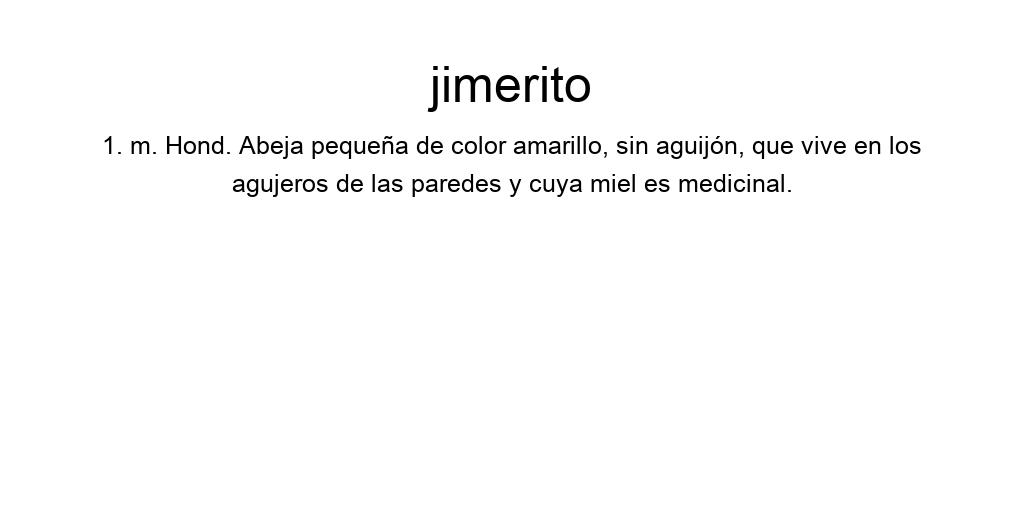 jimerito
1. m. Hond. Abeja pequeña de color amarillo, sin aguijón, que vive en los
agujeros de las paredes y cuya miel es medicinal.